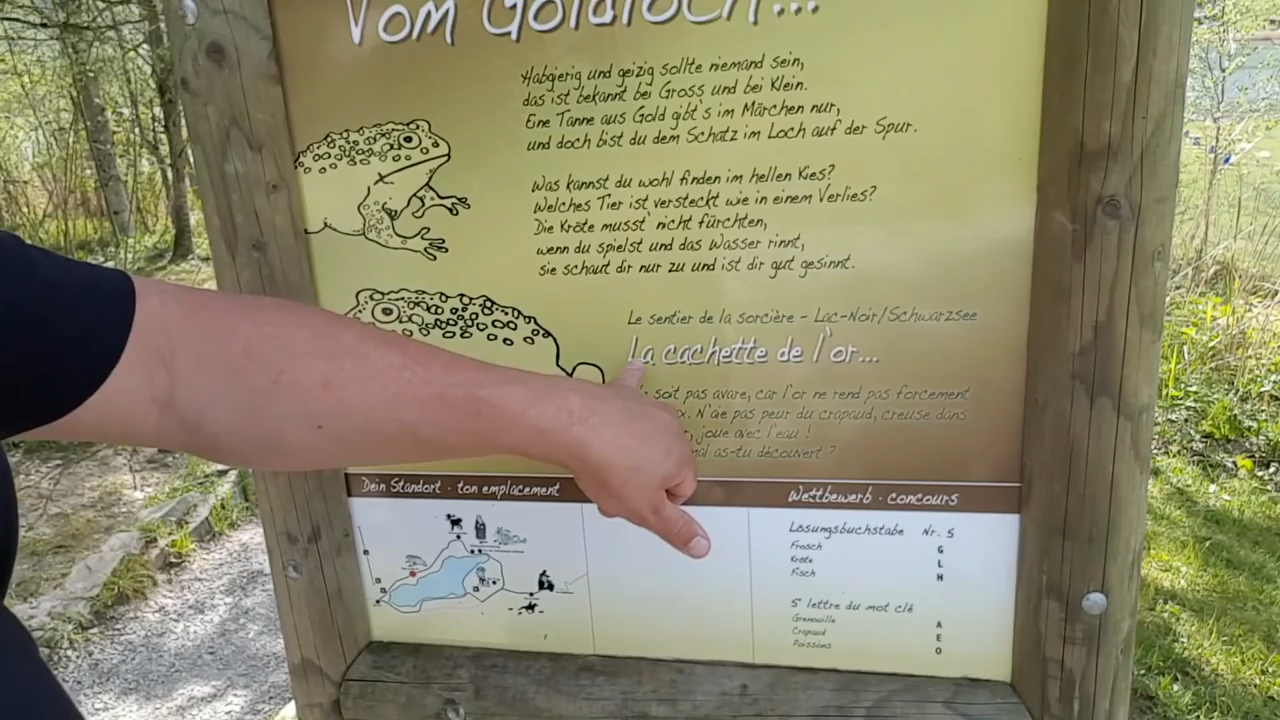 Vom Goldloch...
Habgierig und geizig sollte niemand sein,
das ist bekannt bei Gross und bei Klein.
Eine Tanne aus Gold gibt's im Märchen nur,
und doch bist du dem Schatz im Loch auf der Spur.
Was kannst du wohl finden im hellen Kies?
Welches Tier ist versteckt wie in einem Verlies?
Die Kröte musst' nicht fürchten,
wenn du spielst und das Wasser rinnt,
sie schaut dir nur zu und ist dir gut gesinnt.
Le sentier de la sorcière - Lac-Noir/Schwarzsee
La cachette de l'or...
soit pas avare, car l'or ne rend pas forcement
N'aie pas peur du crapaud, creuse dans
joue avec l'eau !
as-tu découvert ?
Dein Standort · ton emplacement
Wettbewerb · concours
Lösungsbuchstabe Nr. 5
Frosch G
Kröte L
Fisch H
5e lettre du mot clé
Grenouille A
Crapaud E
Poissons O